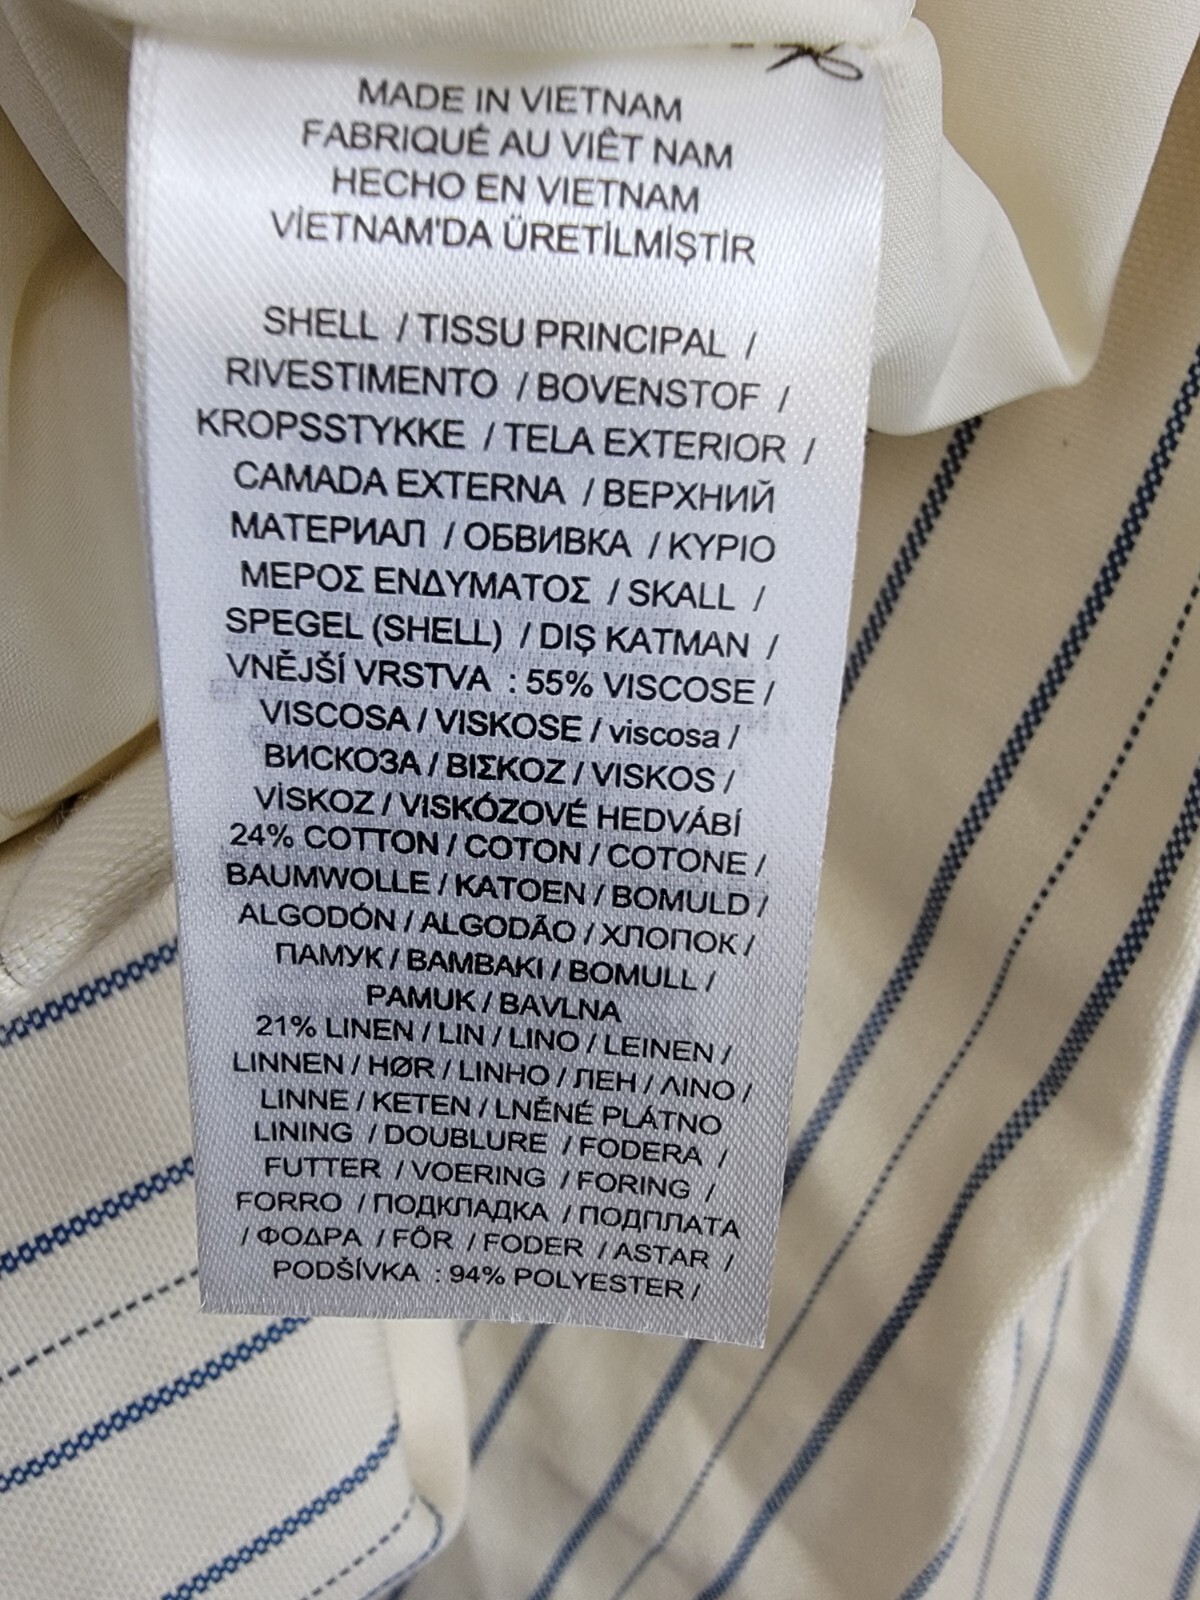 MADE IN VIETNAM
FABRIQUÉ AU VIÊT NAM
HECHO EN VIETNAM
VİETNAM'DA ÜRETİLMİŞTİR
SHELL / TISSU PRINCIPAL /
RIVESTIMENTO / BOVENSTOF /
KROPSSTYKKE / TELA EXTERIOR /
CAMADA EXTERNA / ВЕРХНИЙ
МАТЕРИАЛ / ОБВИВКА / ΚΥΡΙΟ
ΜΕΡΟΣ ΕΝΔΥΜΑΤΟΣ / SKALL /
SPEGEL (SHELL) / DIŞ KATMAN /
VNĚJŠÍ VRSTVA : 55% VISCOSE /
VISCOSA / VISKOSE / viscosa /
ВИСКОЗА / ΒΙΣΚΟΖ / VISKOS /
VİSKOZ / VISKÓZOVÉ HEDVÁBÍ
24% COTTON / COTON / COTONE /
BAUMWOLLE / KATOEN / BOMULD /
ALGODÓN / ALGODÃO / ХЛОПОК /
ПАМУК / ΒΑΜΒΑΚΙ / BOMULL /
PAMUK / BAVLNA
21% LINEN / LIN / LINO / LEINEN /
LINNEN / HØR / LINHO / ЛЕН / ΛΙΝΟ /
LINNE / KETEN / LNĚNÉ PLÁTNO
LINING / DOUBLURE / FODERA /
FUTTER / VOERING / FORING /
FORRO / ПОДКЛАДКА / ПОДПЛАТА
/ ΦΟΔΡΑ / FÔR / FODER / ASTAR /
PODŠÍVKA : 94% POLYESTER /